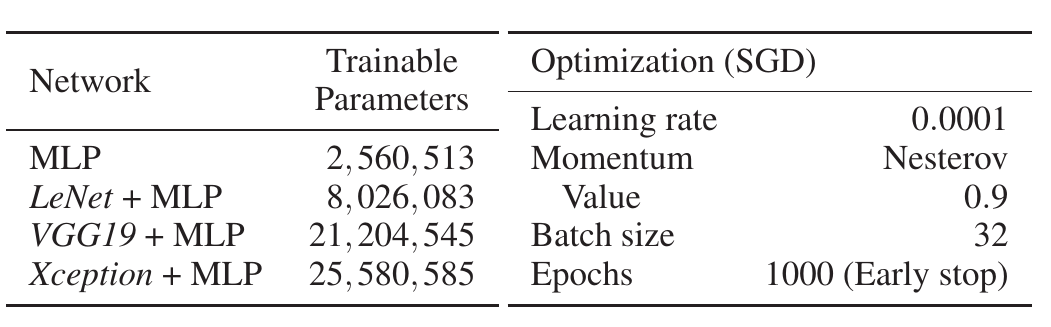 Network Trainable Parameters
MLP 2,560,513
LeNet + MLP 8,026,083
VGG19 + MLP 21,204,545
Xception + MLP 25,580,585
Optimization (SGD)
Learning rate 0.0001
Momentum Nesterov
Value 0.9
Batch size 32
Epochs 1000 (Early stop)